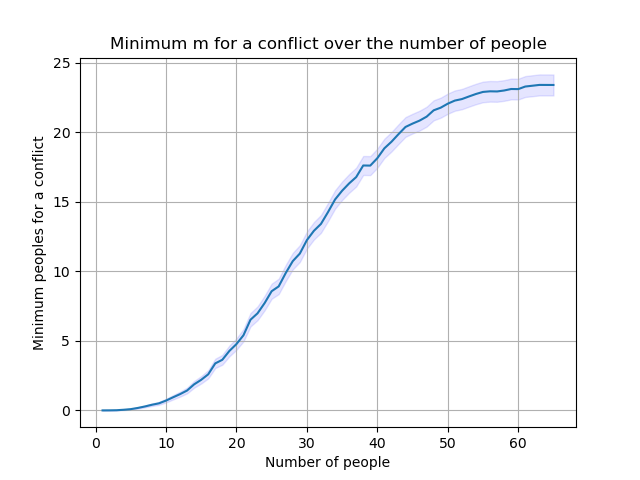 Minimum m for a conflict over the number of people
25
20
15
10
5
0
Minimum peoples for a conflict
0 10 20 30 40 50 60
Number of people